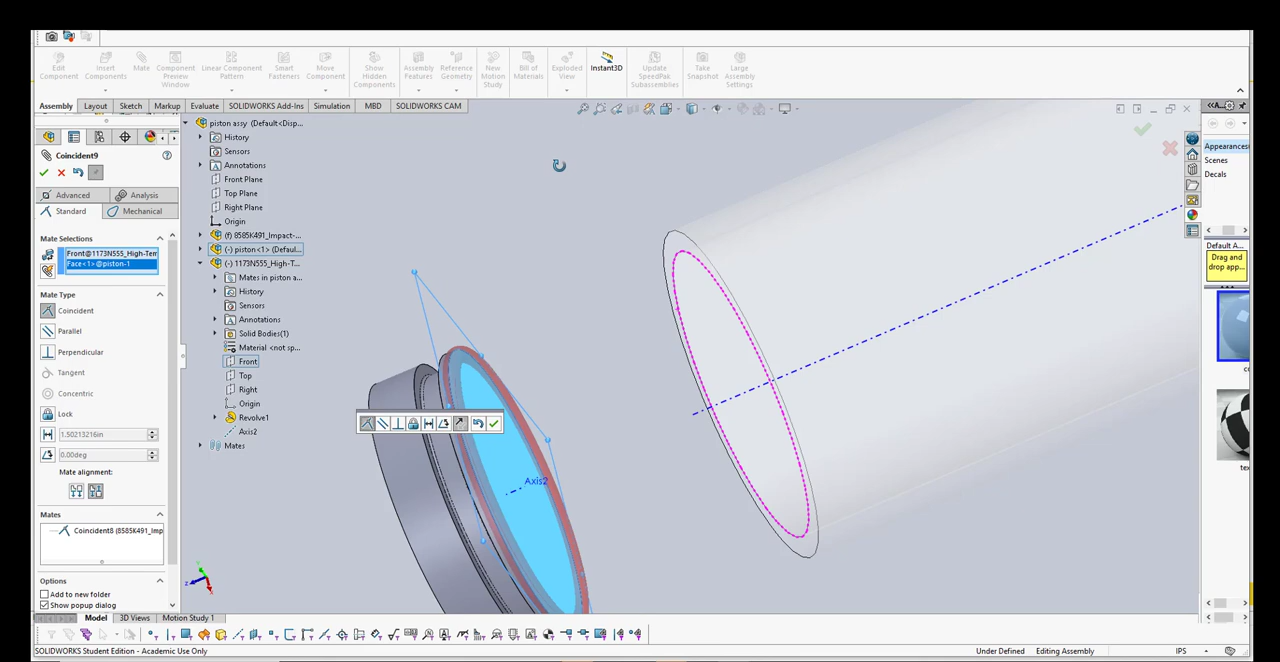 Edit Component
Insert Components
Mate
Component Preview Window
Linear Component Pattern
Smart Fasteners
Move Component
Show Hidden Components
Assembly Features
Reference Geometry
New Motion Study
Bill of Materials
Exploded View
Instant3D
Update SpeedPak Subassemblies
Take Snapshot
Large Assembly Settings
Assembly Layout Sketch Markup Evaluate SOLIDWORKS Add-Ins Simulation MBD SOLIDWORKS CAM
Coincident9
Advanced Analysis
Standard Mechanical
Mate Selections
Front@1173N555_High-Tem
Face<1>@piston-1
Mate Type
Coincident
Parallel
Perpendicular
Tangent
Concentric
Lock
1.50213216in
0.00deg
Mate alignment:
Mates
Coincident8 (8585K491_Imp
Options
Add to new folder
Show popup dialog
piston assy (Default<Disp...
History
Sensors
Annotations
Front Plane
Top Plane
Right Plane
Origin
(f) 8585K491_Impact-...
(-) piston<1> (Defaul...
(-) 1173N555_High-T...
Mates in piston a...
History
Sensors
Annotations
Solid Bodies(1)
Material <not sp...
Front
Top
Right
Origin
Revolve1
Axis2
Mates
Axis2
Appearances
Scenes
Decals
Default A...
Drag and drop app...
co
tex
Model 3D Views Motion Study 1
SOLIDWORKS Student Edition - Academic Use Only
Under Defined Editing Assembly IPS